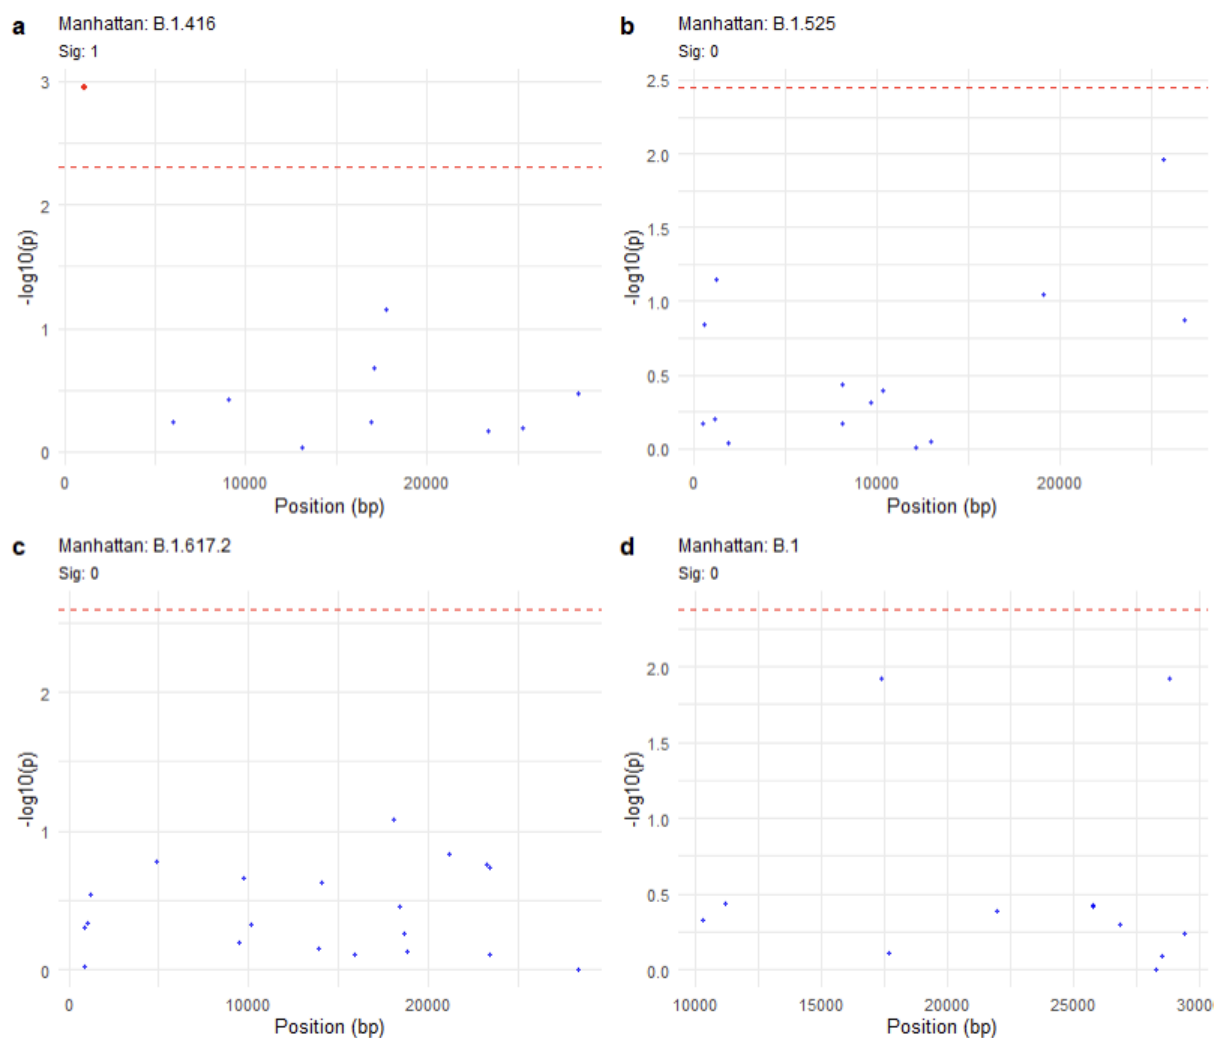 a
Manhattan: B.1.416
Sig: 1
3
2
1
0
-log10(p)
0 10000 20000
Position (bp)
b
Manhattan: B.1.525
Sig: 0
2.5
2.0
1.5
1.0
0.5
0.0
-log10(p)
0 10000 20000
Position (bp)
c
Manhattan: B.1.617.2
Sig: 0
2
1
0
-log10(p)
0 10000 20000
Position (bp)
d
Manhattan: B.1
Sig: 0
2.0
1.5
1.0
0.5
0.0
-log10(p)
10000 15000 20000 25000 3000
Position (bp)